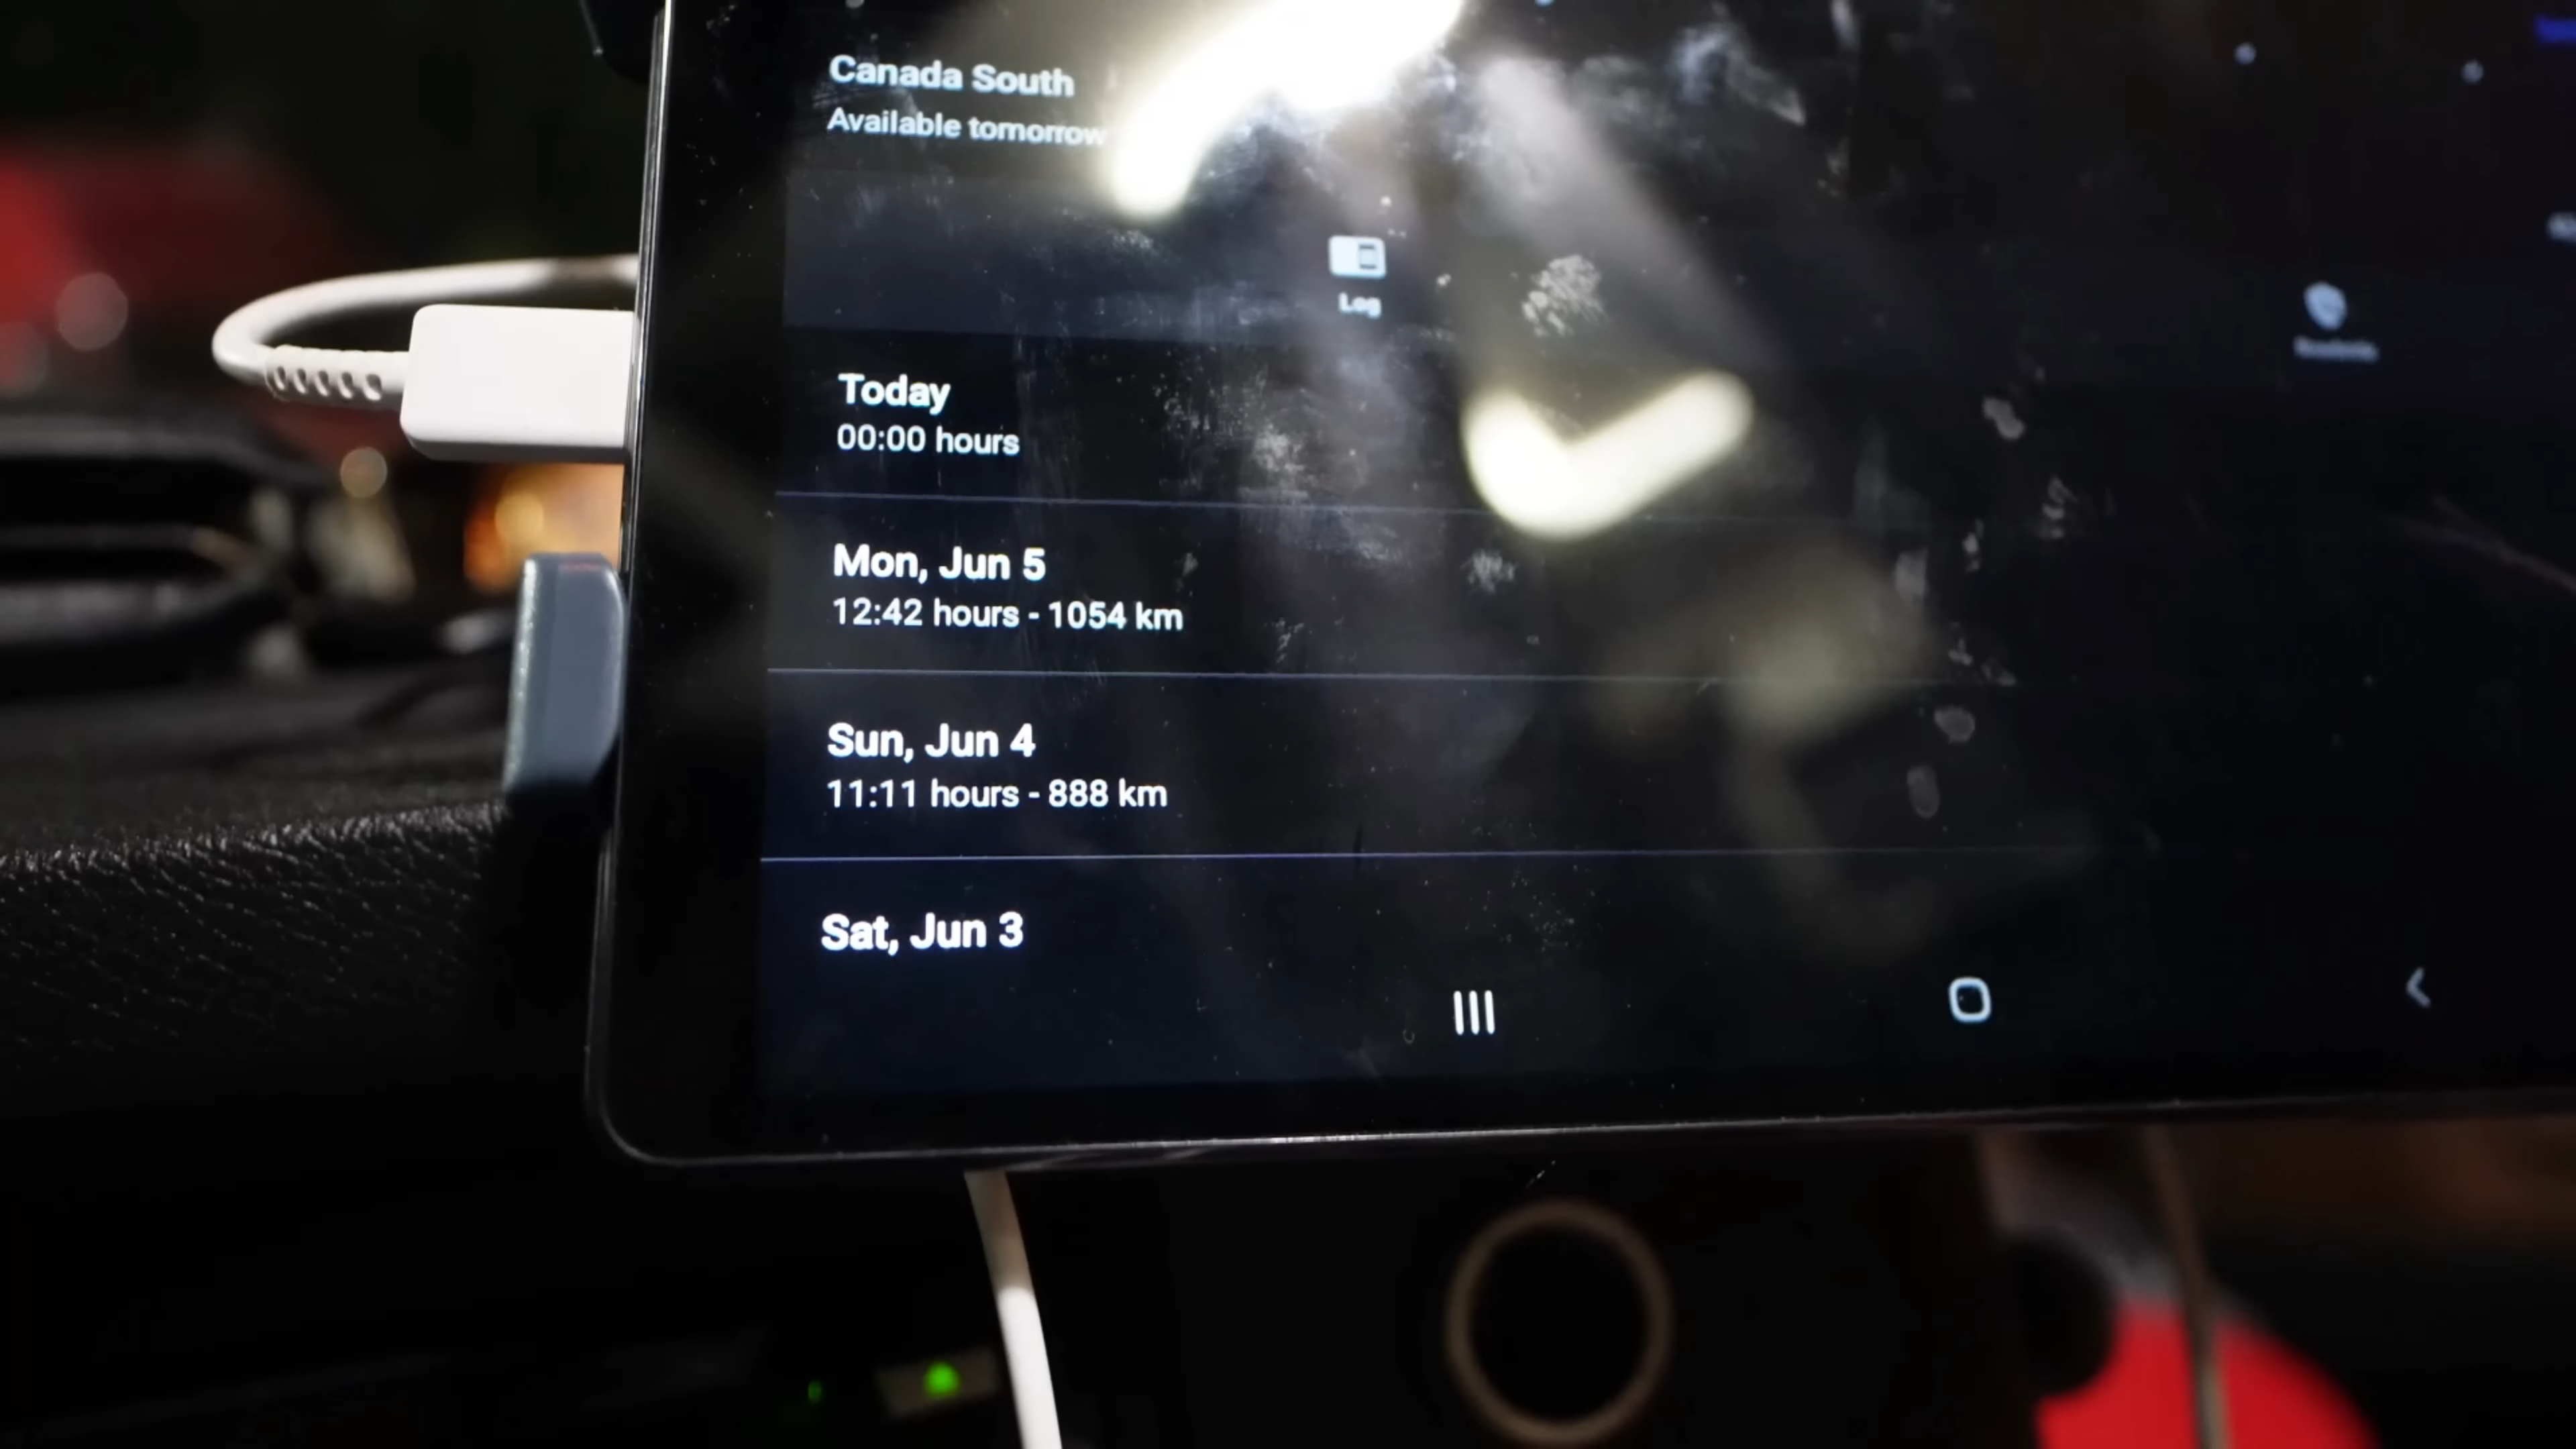 Canada South
Available tomorrow
Log
Today
00:00 hours
Mon, Jun 5
12:42 hours - 1054 km
Sun, Jun 4
11:11 hours - 888 km
Sat, Jun 3